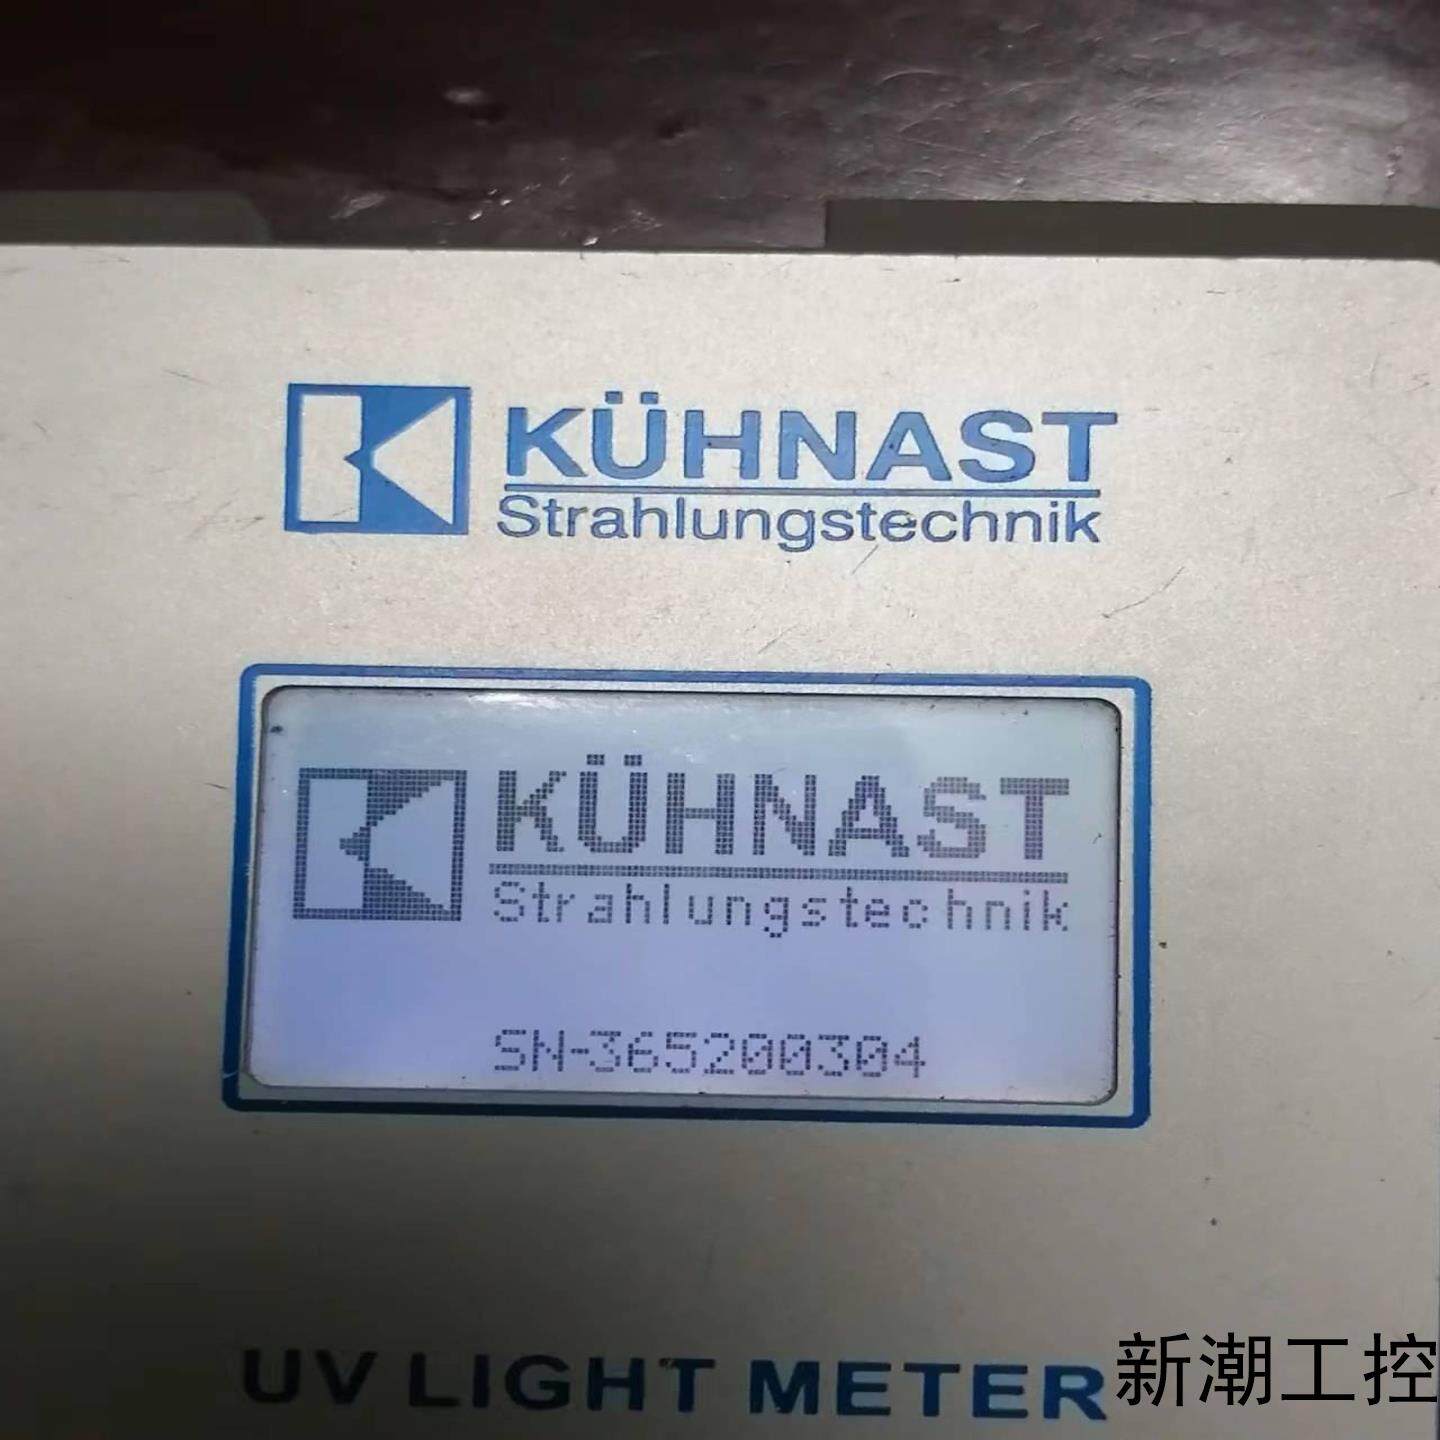 KÜHNAST
Strahlungstechnik
KÜHNAST
Strahlungstechnik
SN-365200304
UV LIGHT METER
新潮工控